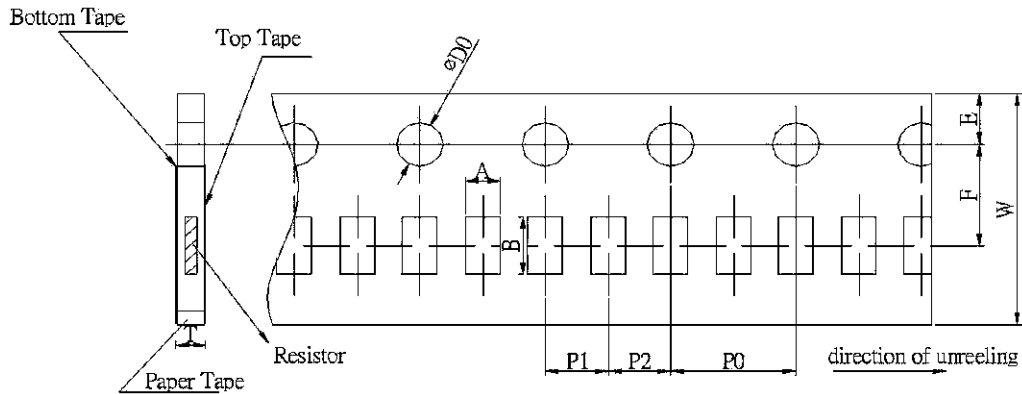 Bottom Tape
Top Tape
øD0
E
A
F
W
B
T
Resistor
P1
P2
P0
direction of unreeling
Paper Tape